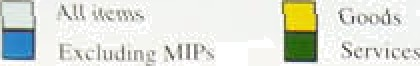 All items
Excluding MIPs
Goods
Services